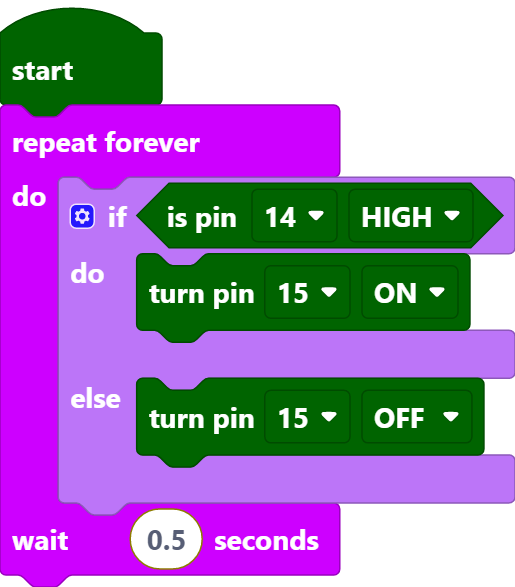 start
repeat forever
do
if is pin 14 HIGH
do
turn pin 15 ON
else
turn pin 15 OFF
wait 0.5 seconds